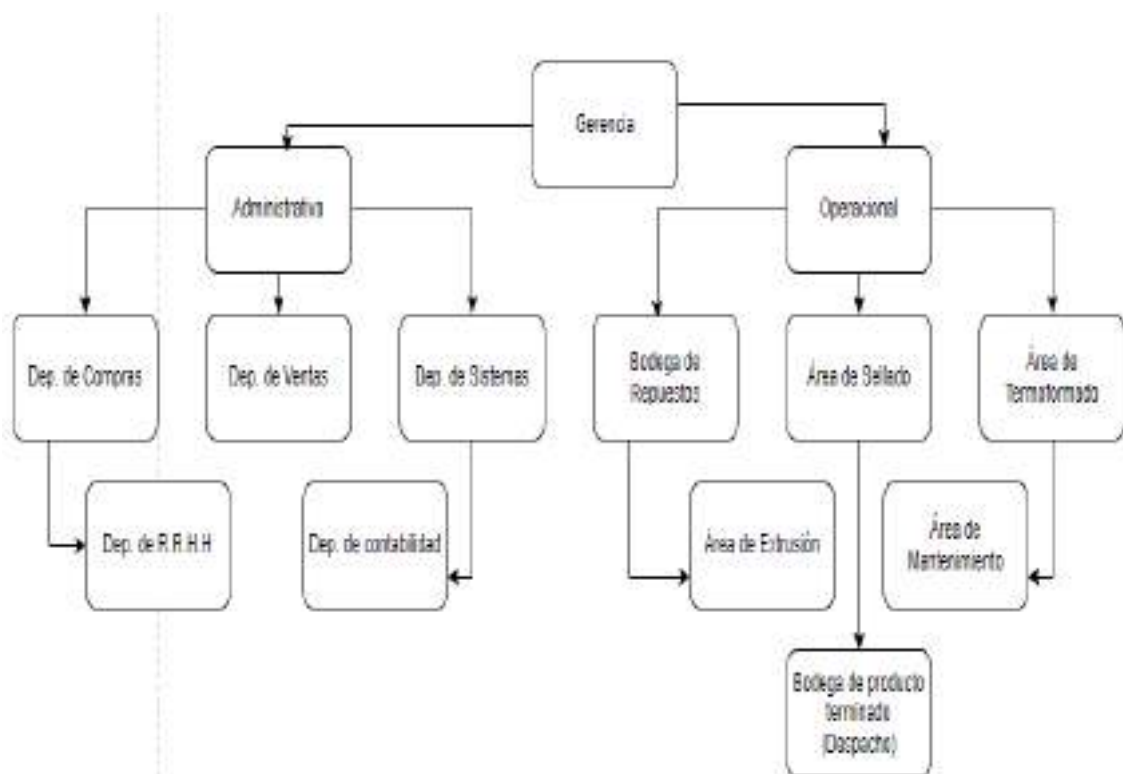 Gerencia
Administrativa
Operacional
Dep. de Compras
Dep. de Ventas
Dep. de Sistemas
Bodega de
Repuestos
Área de Sellado
Área de
Termoformado
Dep. de R.R.H.H
Dep. de contabilidad
Área de Extrusión
Área de
Mantenimiento
Bodega de producto
terminado
(Despacho)